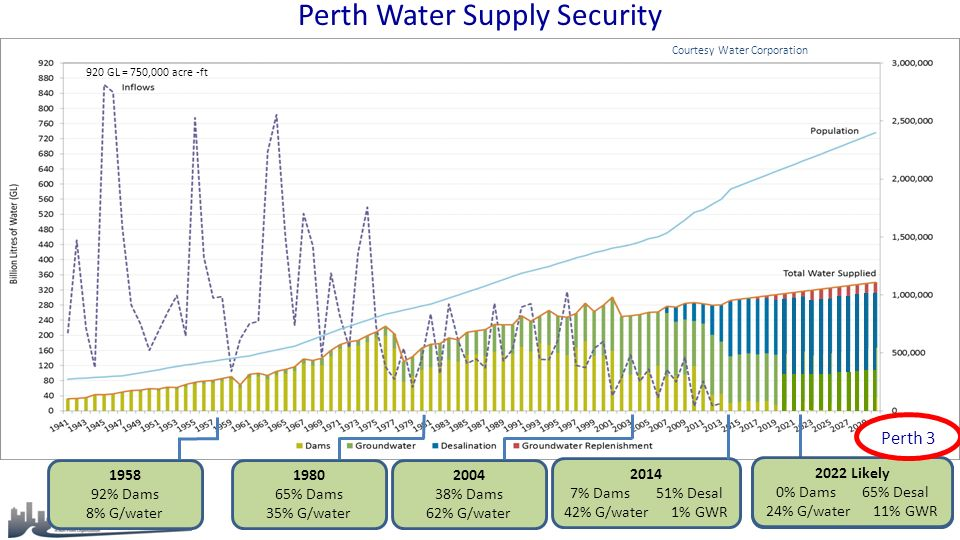 Perth Water Supply Security
Courtesy Water Corporation
920 GL = 750,000 acre -ft
Inflows
Population
Total Water Supplied
Billion Litres of Water (GL)
920
880
840
800
760
720
680
640
600
560
520
480
440
400
360
320
280
240
200
160
120
80
40
0
3,000,000
2,500,000
2,000,000
1,500,000
1,000,000
500,000
0
1941 1943 1945 1947 1949 1951 1953 1955 1957 1959 1961 1963 1965 1967 1969 1971 1973 1975 1977 1979 1981 1983 1985 1987 1989 1991 1993 1995 1997 1999 2001 2003 2005 2007 2009 2011 2013 2015 2017 2019 2021 2023 2025 2027
Dams Groundwater Desalination Groundwater Replenishment
Perth 3
1958
92% Dams
8% G/water
1980
65% Dams
35% G/water
2004
38% Dams
62% G/water
2014
7% Dams 51% Desal
42% G/water 1% GWR
2022 Likely
0% Dams 65% Desal
24% G/water 11% GWR